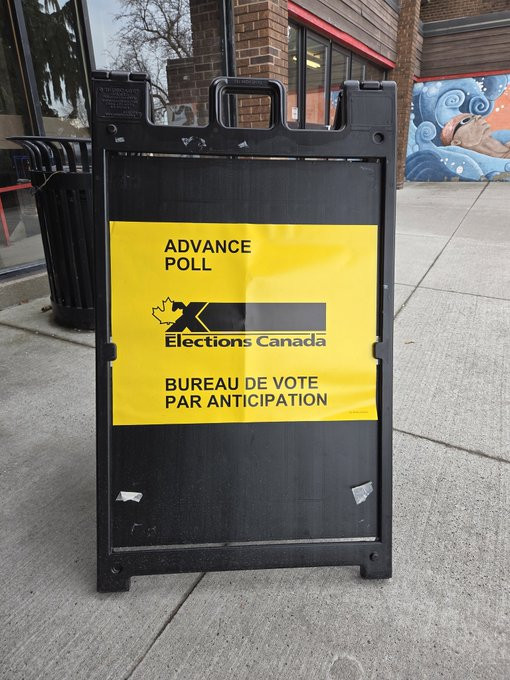 ADVANCE
POLL
Elections Canada
BUREAU DE VOTE
PAR ANTICIPATION